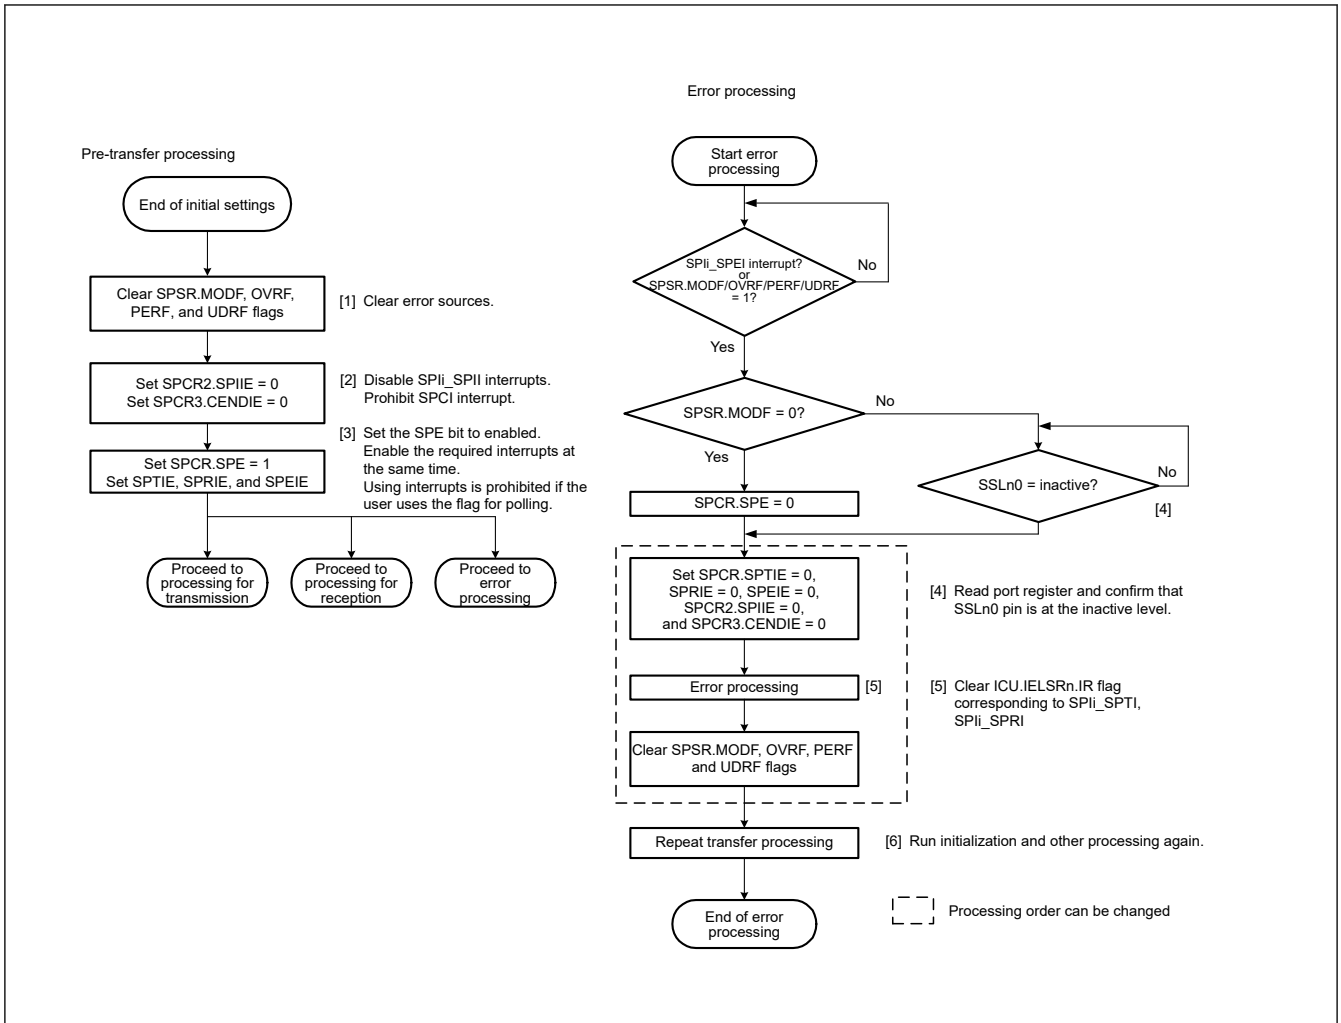 Pre-transfer processing
End of initial settings
Clear SPSR.MODF, OVRF,
PERF, and UDRF flags
[1] Clear error sources.
Set SPCR2.SPIIE = 0
Set SPCR3.CENDIE = 0
[2] Disable SPIi_SPII interrupts.
Prohibit SPCI interrupt.
Set SPCR.SPE = 1
Set SPTIE, SPRIE, and SPEIE
[3] Set the SPE bit to enabled.
Enable the required interrupts at
the same time.
Using interrupts is prohibited if the
user uses the flag for polling.
Proceed to
processing for
transmission
Proceed to
processing for
reception
Proceed to
error
processing
Error processing
Start error
processing
SPIi_SPEI interrupt?
or
SPSR.MODF/OVRF/PERF/UDRF
= 1?
No
Yes
SPSR.MODF = 0?
No
Yes
SSLn0 = inactive?
No
[4]
SPCR.SPE = 0
Set SPCR.SPTIE = 0,
SPRIE = 0, SPEIE = 0,
SPCR2.SPIIE = 0,
and SPCR3.CENDIE = 0
[4] Read port register and confirm that
SSLn0 pin is at the inactive level.
Error processing
[5]
[5] Clear ICU.IELSRn.IR flag
corresponding to SPIi_SPTI,
SPIi_SPRI
Clear SPSR.MODF, OVRF, PERF
and UDRF flags
Repeat transfer processing
[6] Run initialization and other processing again.
End of error
processing
Processing order can be changed